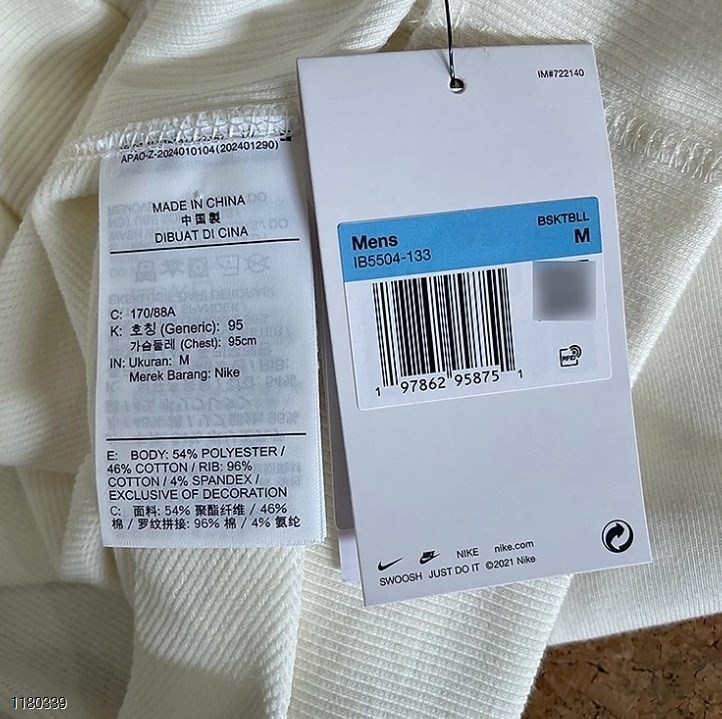 APAO-Z-2024010104 (202401290)
MADE IN CHINA
中 国 製
DIBUAT DI CINA
C: 170/88A
K: 호칭 (Generic): 95
가슴둘레 (Chest): 95cm
IN: Ukuran: M
Merek Barang: Nike
E: BODY: 54% POLYESTER /
46% COTTON / RIB: 96%
COTTON / 4% SPANDEX /
EXCLUSIVE OF DECORATION
C: 面料: 54% 聚酯纤维 / 46%
棉 / 罗纹拼接: 96% 棉 / 4% 氨纶
IM#722140
BSKTBLL
Mens M
IB5504-133
1 97862 95875 1
RFID
NIKE nike.com
SWOOSH JUST DO IT ©2021 Nike
1180339